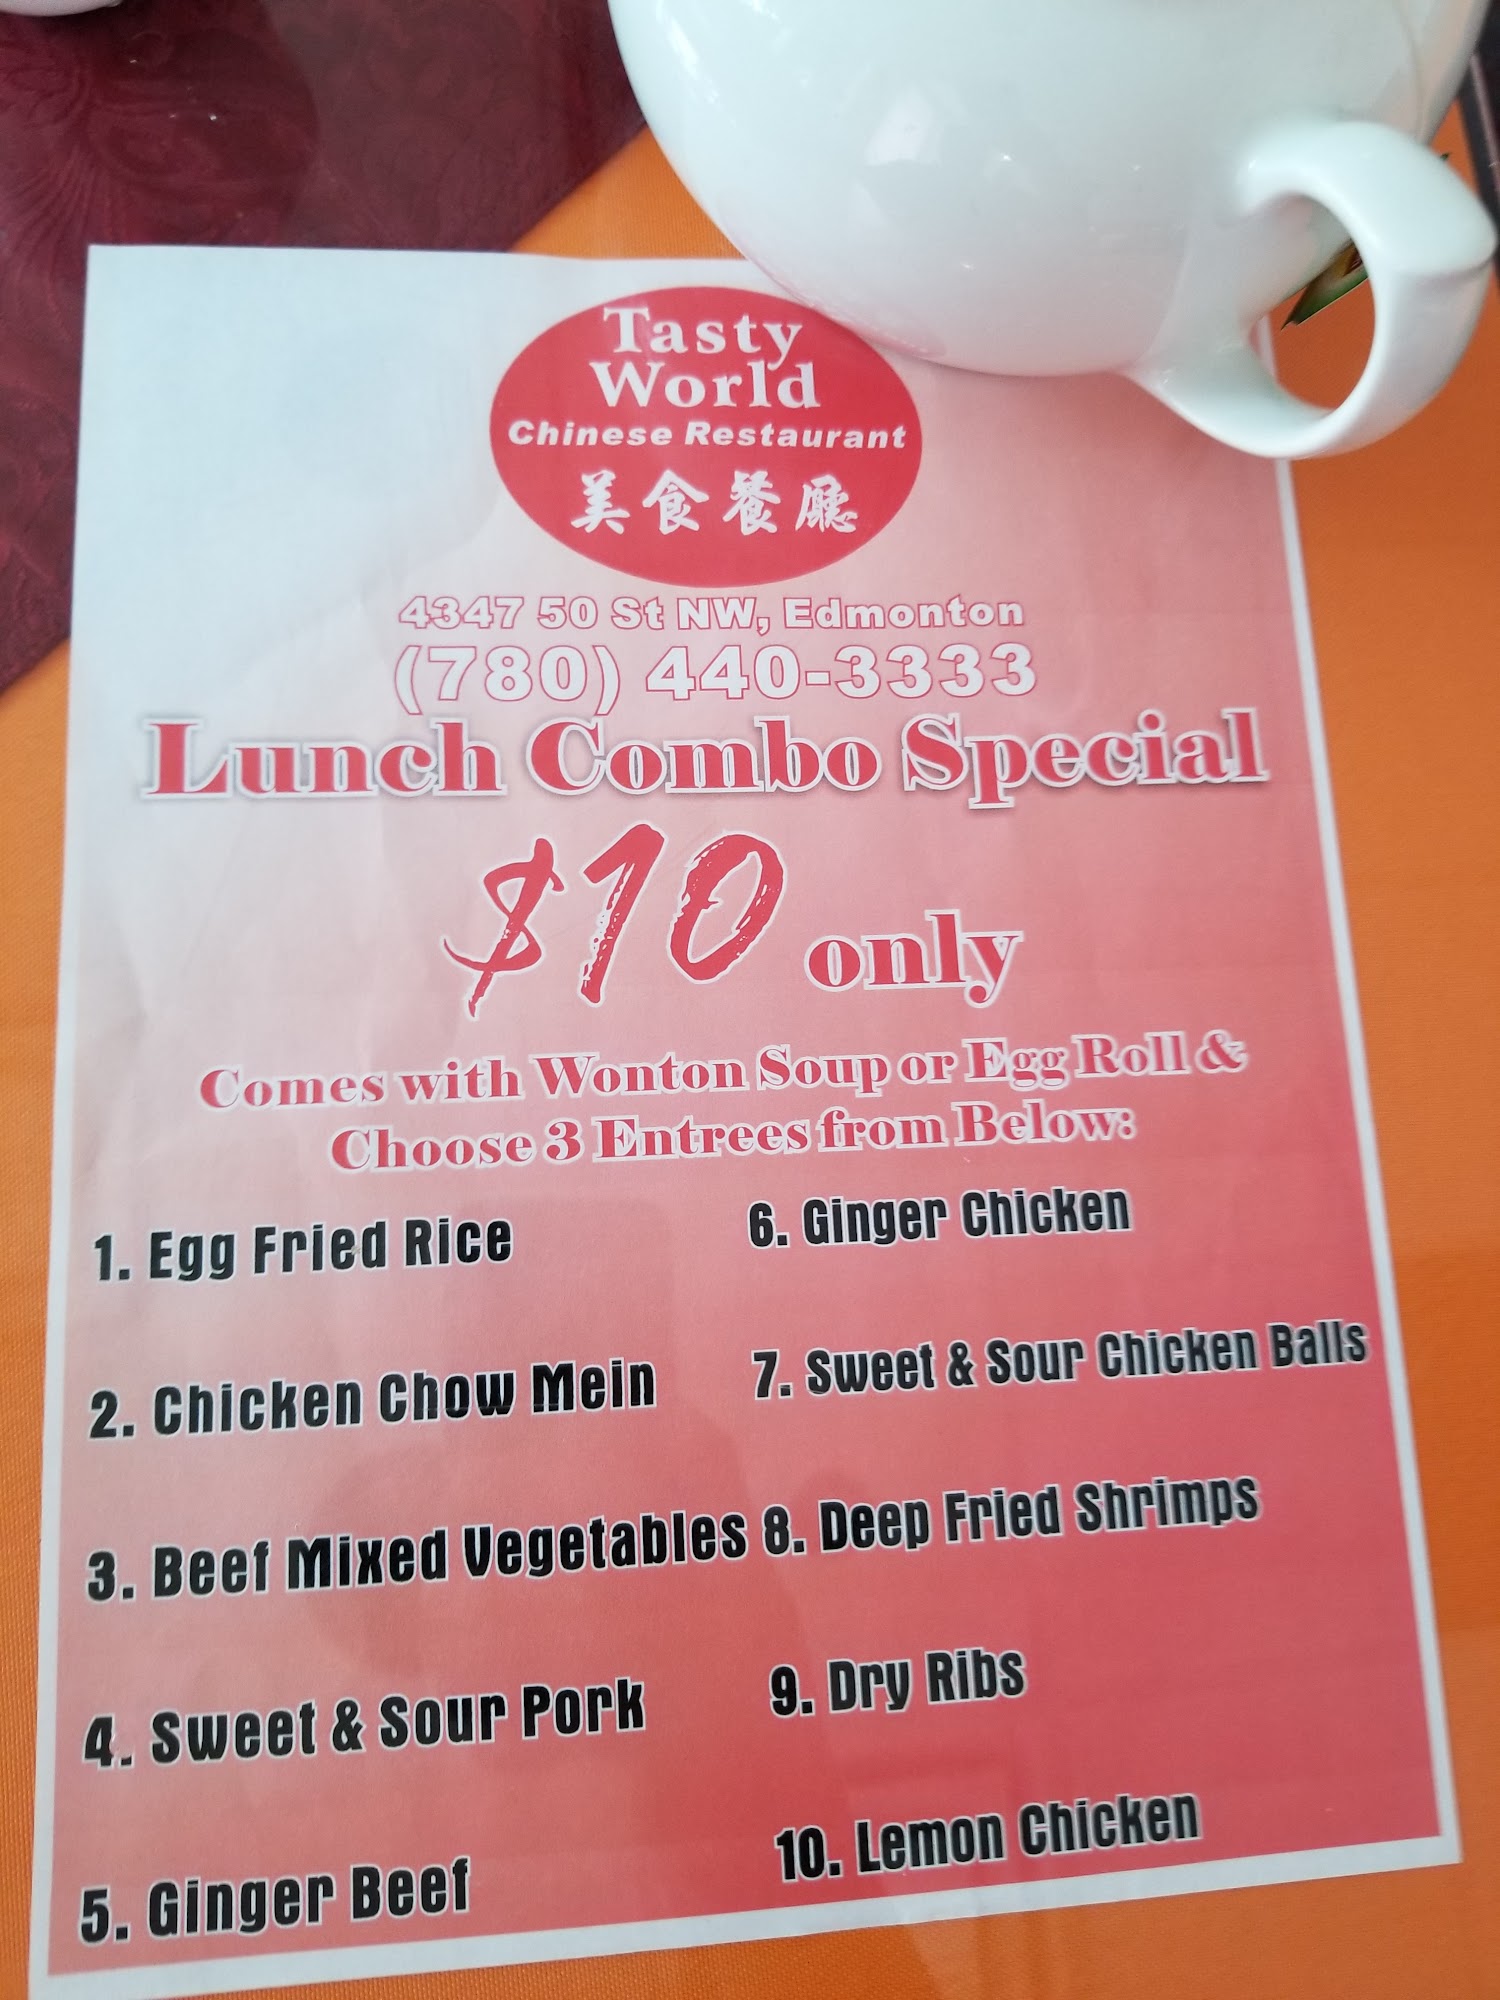 Tasty
World
Chinese Restaurant
美食餐廳
4347 50 St NW, Edmonton
(780) 440-3333
Lunch Combo Special
$10 only
Comes with Wonton Soup or Egg Roll &
Choose 3 Entrees from Below:
1. Egg Fried Rice
2. Chicken Chow Mein
3. Beef Mixed Vegetables
4. Sweet & Sour Pork
5. Ginger Beef
6. Ginger Chicken
7. Sweet & Sour Chicken Balls
8. Deep Fried Shrimps
9. Dry Ribs
10. Lemon Chicken